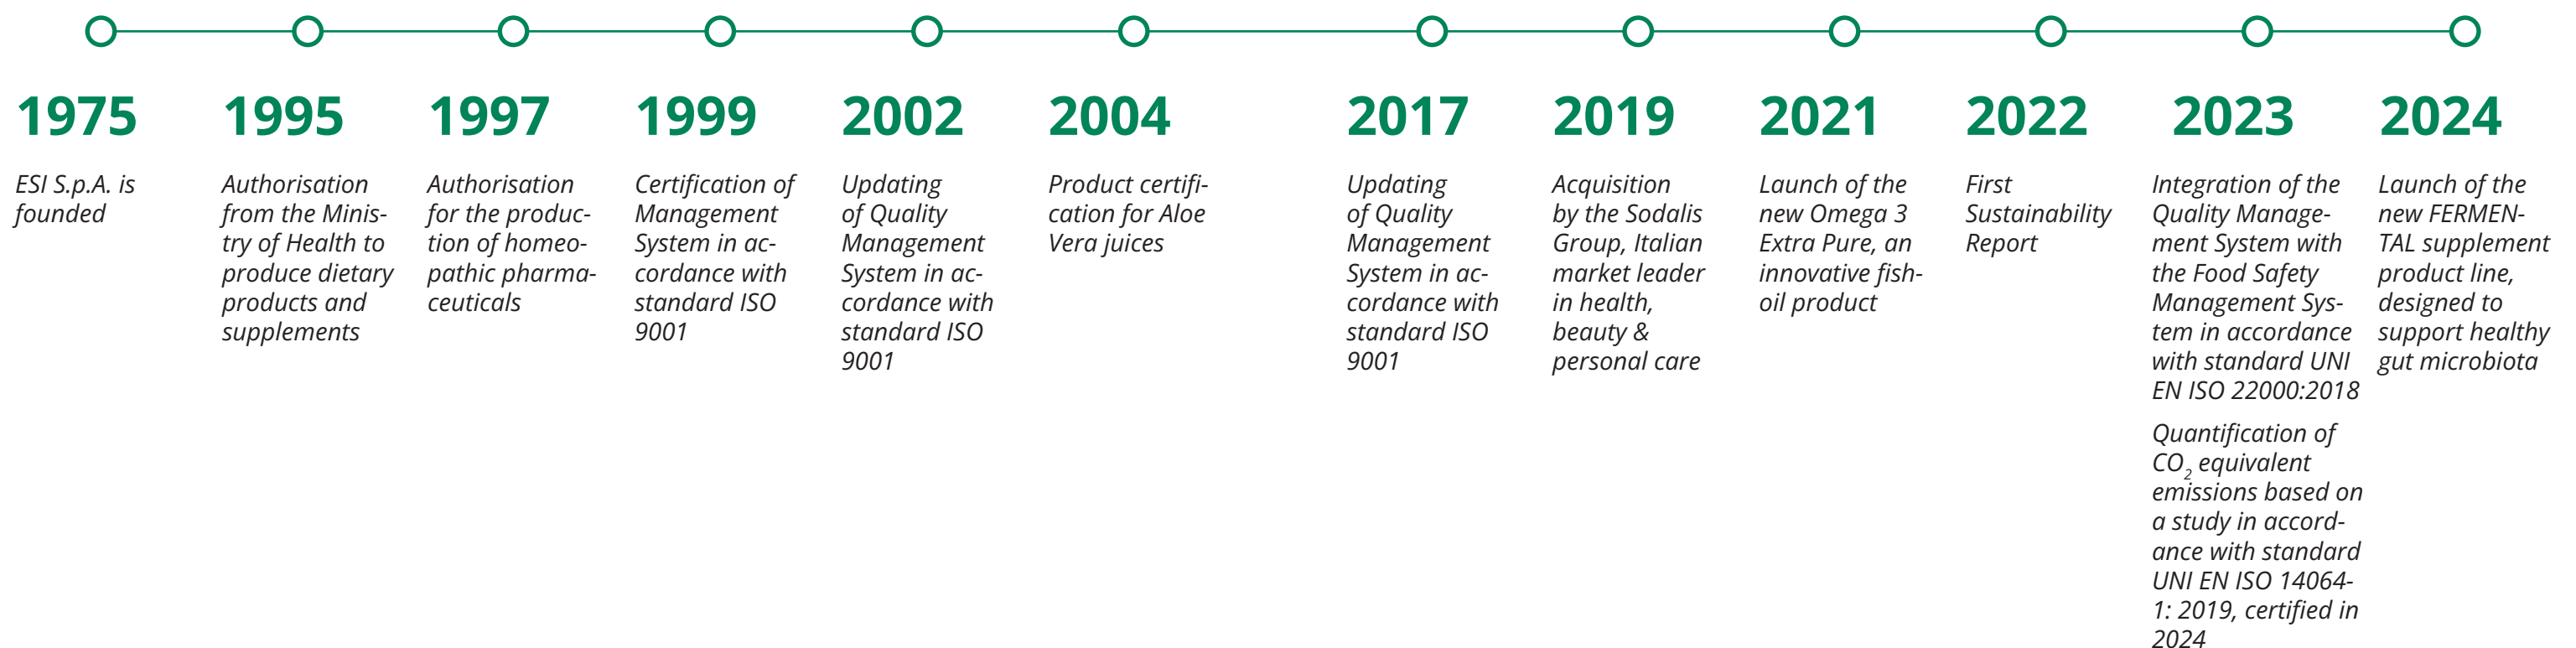 1975
ESI S.p.A. is
founded
1995
Authorisation
from the Minis-
try of Health to
produce dietary
products and
supplements
1997
Authorisation
for the produc-
tion of homeo-
pathic pharma-
ceuticals
1999
Certification of
Management
System in ac-
cordance with
standard ISO
9001
2002
Updating
of Quality
Management
System in ac-
cordance with
standard ISO
9001
2004
Product certifi-
cation for Aloe
Vera juices
2017
Updating
of Quality
Management
System in ac-
cordance with
standard ISO
9001
2019
Acquisition
by the Sodalis
Group, Italian
market leader
in health,
beauty &
personal care
2021
Launch of the
new Omega 3
Extra Pure, an
innovative fish-
oil product
2022
First
Sustainability
Report
2023
Integration of the
Quality Manage-
ment System with
the Food Safety
Management Sys-
tem in accordance
with standard UNI
EN ISO 22000:2018
Quantification of
CO₂ equivalent
emissions based on
a study in accord-
ance with standard
UNI EN ISO 14064-
1: 2019, certified in
2024
2024
Launch of the
new FERMEN-
TAL supplement
product line,
designed to
support healthy
gut microbiota